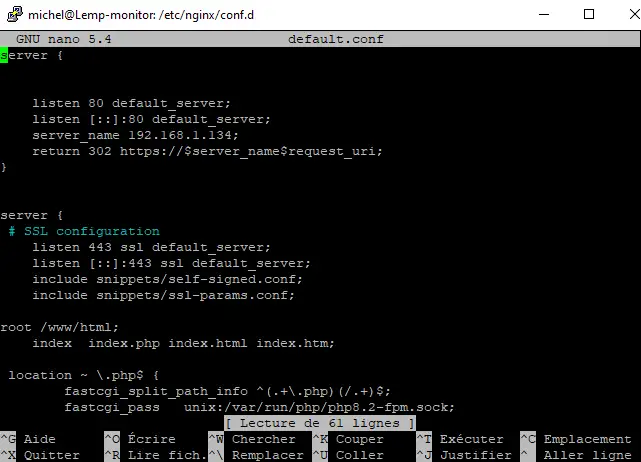 michel@Lemp-monitor: /etc/nginx/conf.d
GNU nano 5.4 default.conf
server {
listen 80 default_server;
listen [::]:80 default_server;
server_name 192.168.1.134;
return 302 https://$server_name$request_uri;
}
server {
# SSL configuration
listen 443 ssl default_server;
listen [::]:443 ssl default_server;
include snippets/self-signed.conf;
include snippets/ssl-params.conf;
root /www/html;
index  index.php index.html index.htm;
location ~ \.php$ {
fastcgi_split_path_info ^(.+\.php)(/.+)$;
fastcgi_pass   unix:/var/run/php/php8.2-fpm.sock;
[ Lecture de 61 lignes ]
^G Aide ^O Écrire ^W Chercher ^K Couper ^T Exécuter ^C Emplacement
^X Quitter ^R Lire fich. ^\ Remplacer ^U Coller ^J Justifier ^_ Aller ligne